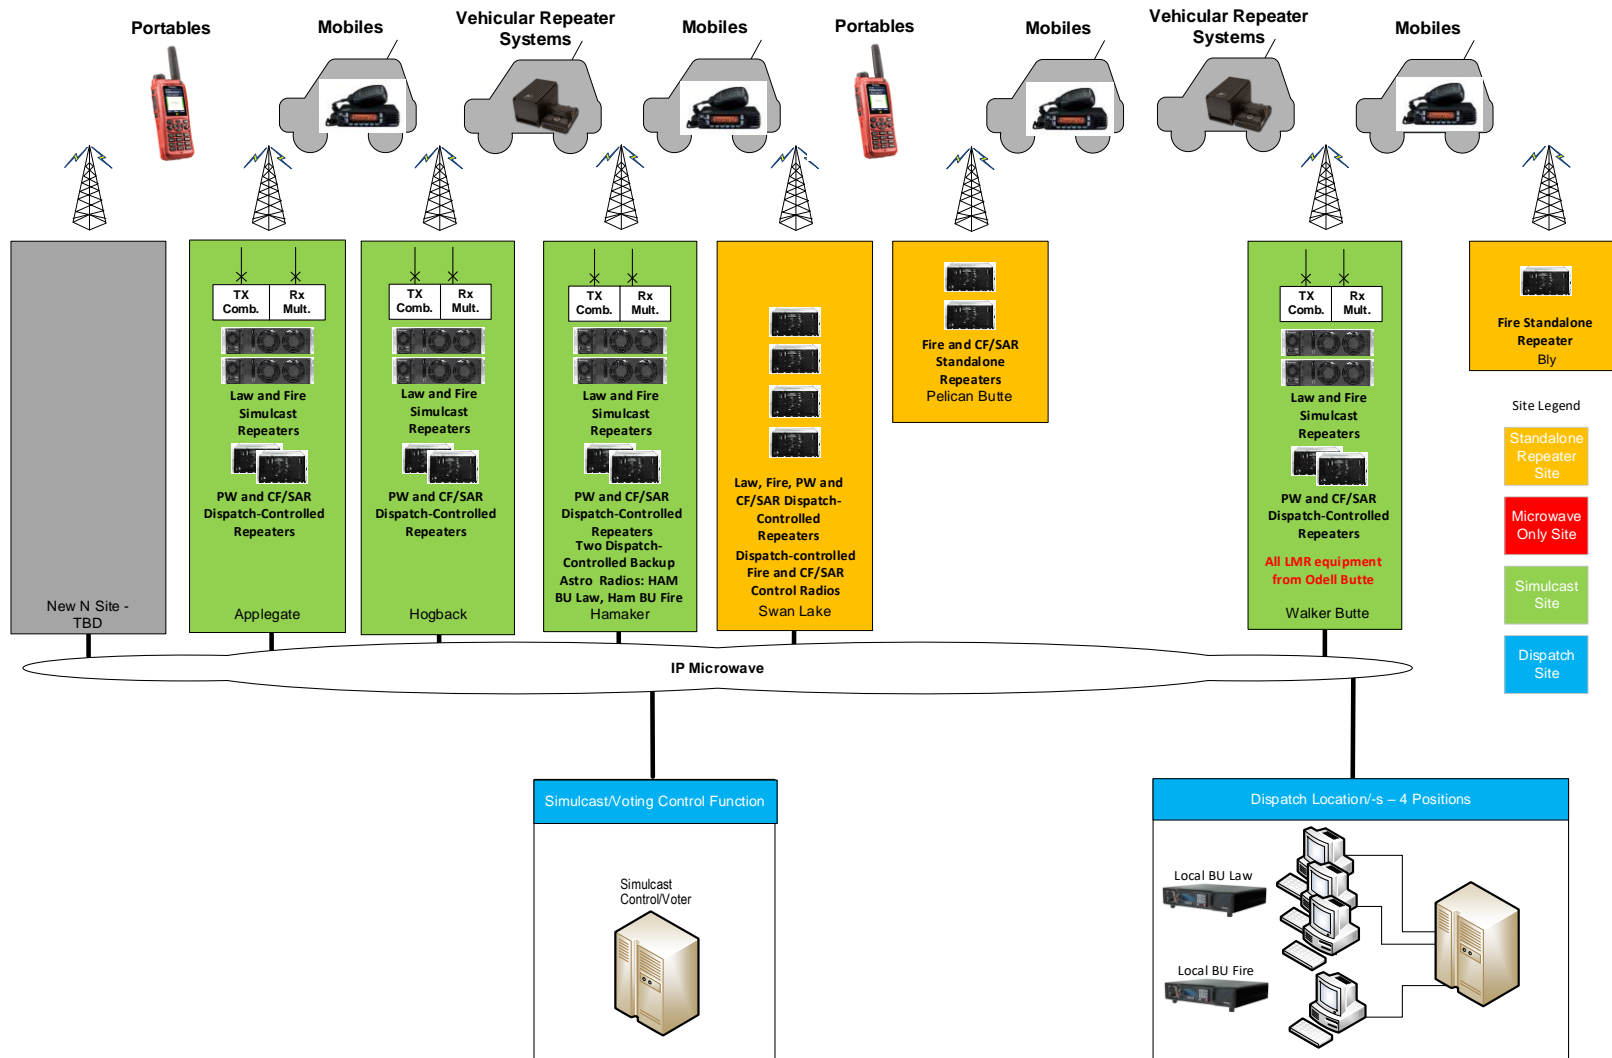 Portables
Mobiles
Vehicular Repeater
Systems
Mobiles
Portables
Mobiles
Vehicular Repeater
Systems
Mobiles
New N Site -
TBD
TX
Comb.
Rx
Mult.
Law and Fire
Simulcast
Repeaters
PW and CF/SAR
Dispatch-Controlled
Repeaters
Applegate
TX
Comb.
Rx
Mult.
Law and Fire
Simulcast
Repeaters
PW and CF/SAR
Dispatch-Controlled
Repeaters
Hogback
TX
Comb.
Rx
Mult.
Law and Fire
Simulcast
Repeaters
PW and CF/SAR
Dispatch-Controlled
Repeaters
Two Dispatch-
Controlled Backup
Astro Radios: HAM
BU Law, Ham BU Fire
Hamaker
Law, Fire, PW and
CF/SAR Dispatch-
Controlled
Repeaters
Dispatch-controlled
Fire and CF/SAR
Control Radios
Swan Lake
Fire and CF/SAR
Standalone
Repeaters
Pelican Butte
TX
Comb.
Rx
Mult.
Law and Fire
Simulcast
Repeaters
PW and CF/SAR
Dispatch-Controlled
Repeaters
All LMR equipment
from Odell Butte
Walker Butte
Fire Standalone
Repeater
Bly
Site Legend
Standalone
Repeater
Site
Microwave
Only Site
Simulcast
Site
Dispatch
Site
IP Microwave
Simulcast/Voting Control Function
Simulcast
Control/Voter
Dispatch Location/-s – 4 Positions
Local BU Law
Local BU Fire